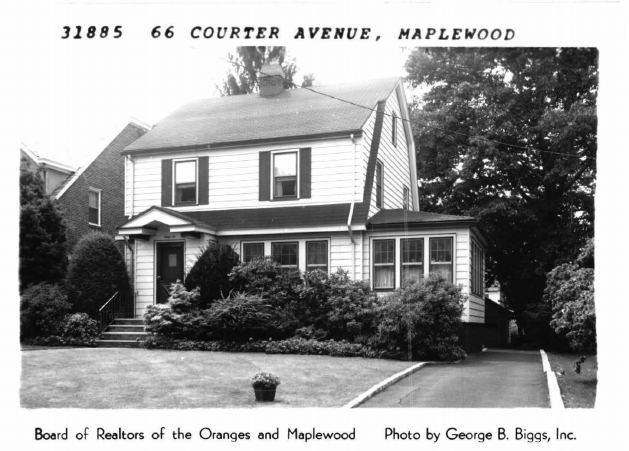 31885 66 COURTER AVENUE, MAPLEWOOD
Board of Realtors of the Oranges and Maplewood Photo by George B. Biggs, Inc.